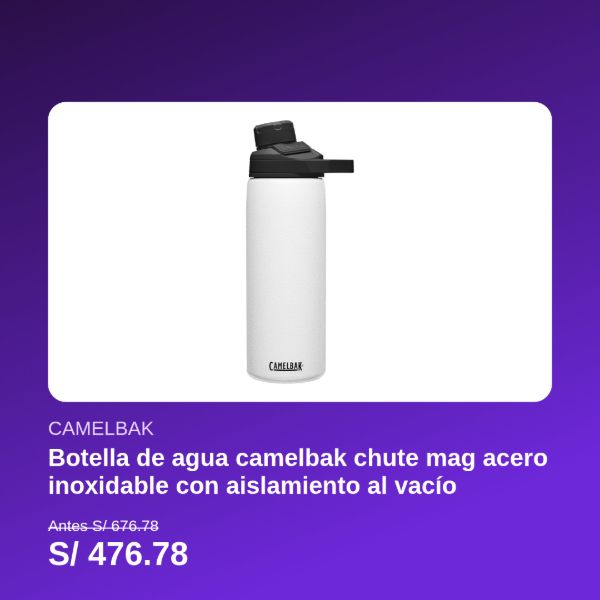 CAMELBAK
CAMELBAK
Botella de agua camelbak chute mag acero
inoxidable con aislamiento al vacío
Antes S/ 676.78
S/ 476.78